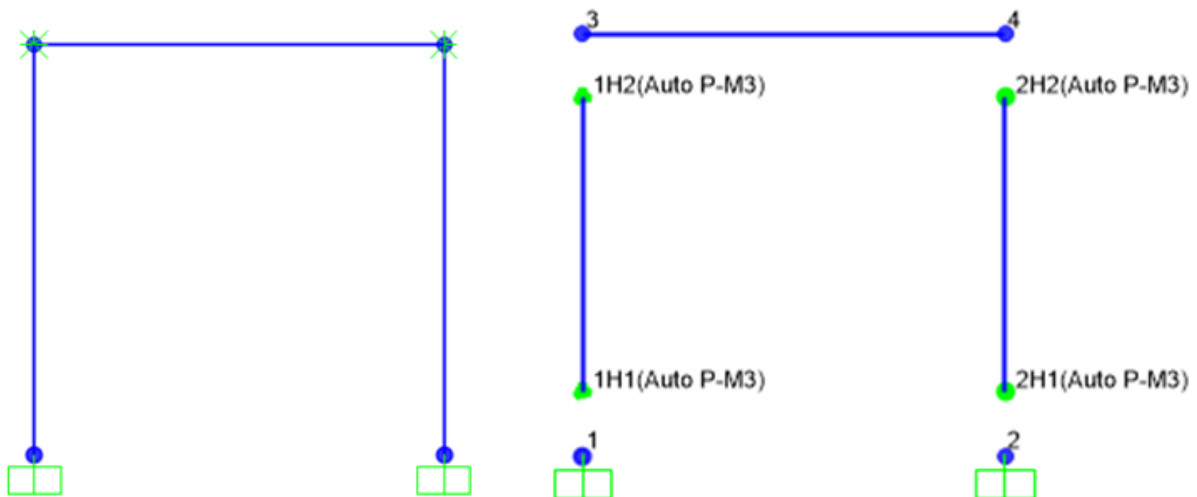 3
4
1H2(Auto P-M3)
2H2(Auto P-M3)
1H1(Auto P-M3)
2H1(Auto P-M3)
1
2